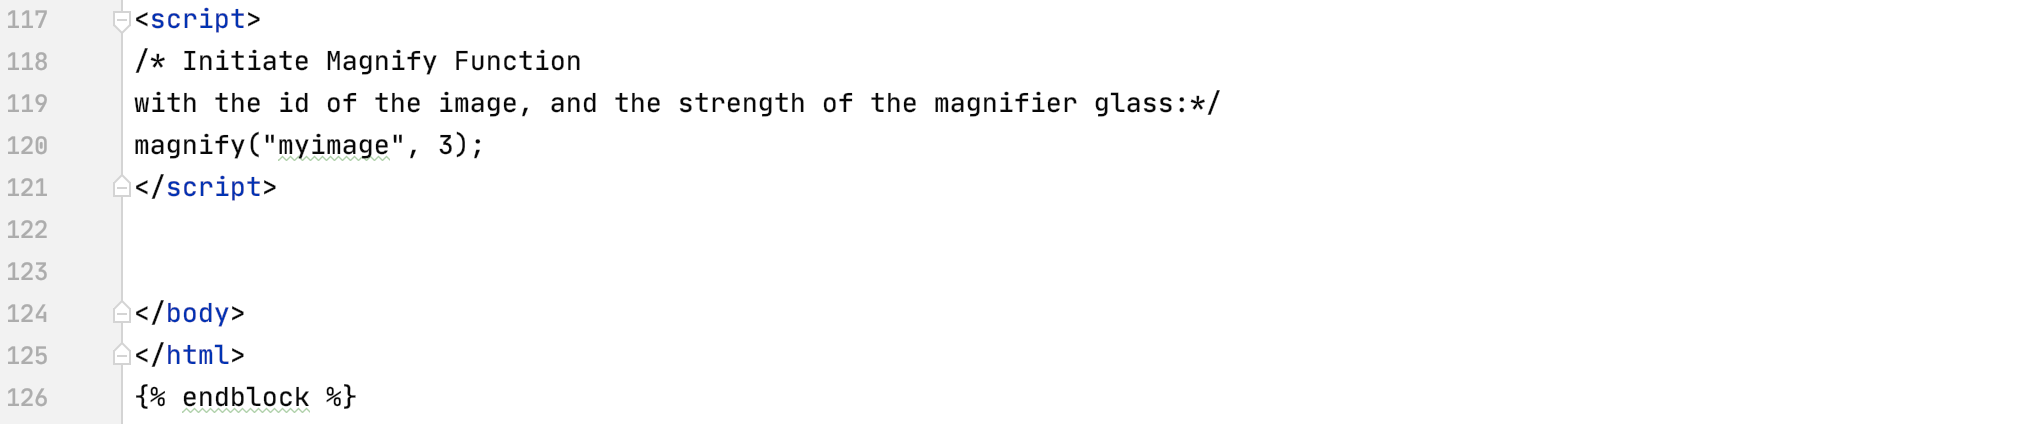 117 <script>
118 /* Initiate Magnify Function
119 with the id of the image, and the strength of the magnifier glass:*/
120 magnify("myimage", 3);
121 </script>
122
123
124 </body>
125 </html>
126 {% endblock %}